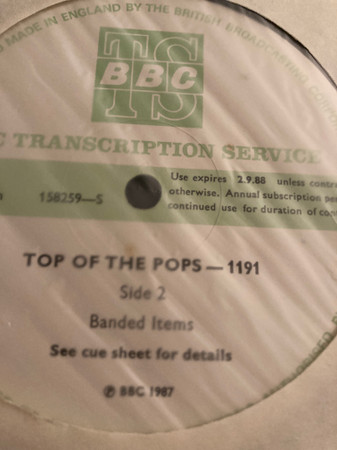 MADE IN ENGLAND BY THE BRITISH BROADCASTING
TS
BBC
TRANSCRIPTION SERVICE
Use expires 2.9.88 unless
158259—S
otherwise. Annual subscription
continued use for duration of
TOP OF THE POPS — 1191
Side 2
Banded Items
See cue sheet for details
℗ BBC 1987